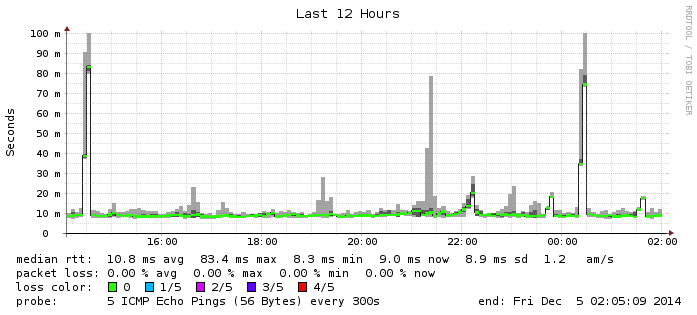 Last 12 Hours
RRDTOOL / TOBI OETIKER
Seconds
100 m
90 m
80 m
70 m
60 m
50 m
40 m
30 m
20 m
10 m
0
16:00 18:00 20:00 22:00 00:00 02:00
median rtt: 10.8 ms avg 83.4 ms max 8.3 ms min 9.0 ms now 8.9 ms sd 1.2 am/s
packet loss: 0.00 % avg 0.00 % max 0.00 % min 0.00 % now
loss color: 0 1/5 2/5 3/5 4/5
probe: 5 ICMP Echo Pings (56 Bytes) every 300s end: Fri Dec 5 02:05:09 2014